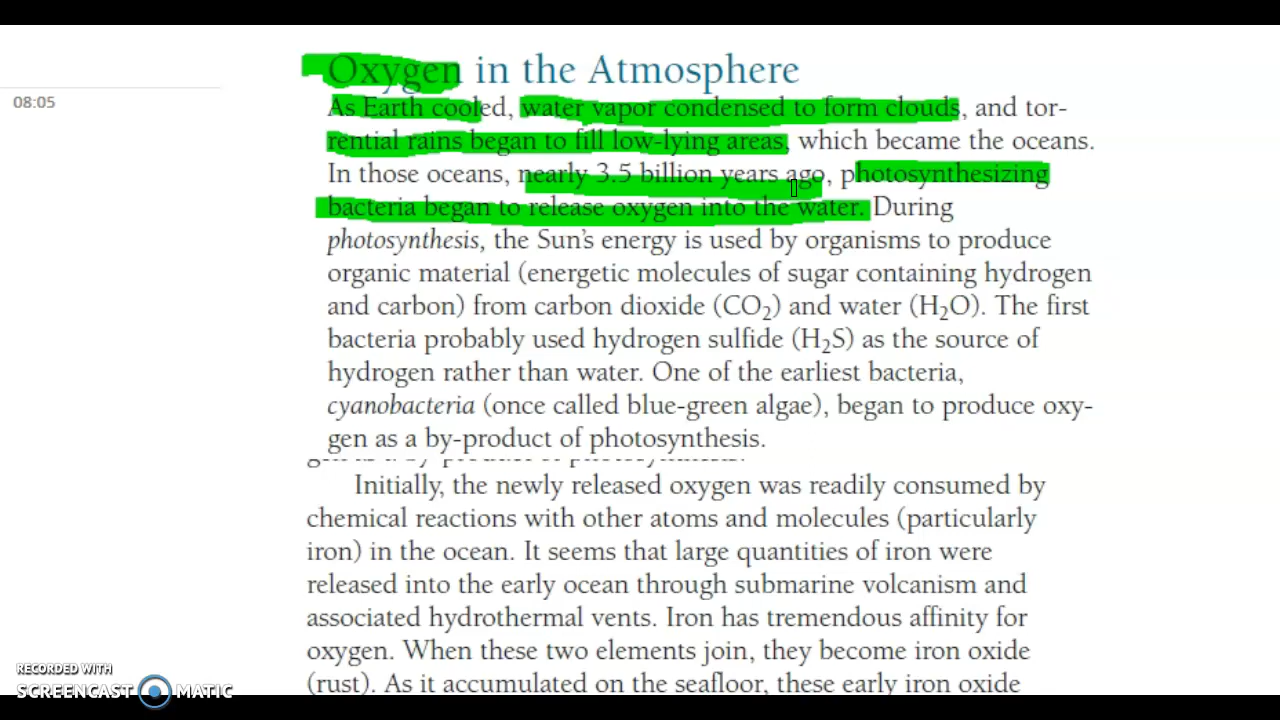 Oxygen in the Atmosphere
08:05
As Earth cooled, water vapor condensed to form clouds, and tor-
rential rains began to fill low-lying areas, which became the oceans.
In those oceans, nearly 3.5 billion years ago, photosynthesizing
bacteria began to release oxygen into the water. During
photosynthesis, the Sun's energy is used by organisms to produce
organic material (energetic molecules of sugar containing hydrogen
and carbon) from carbon dioxide (CO₂) and water (H₂O). The first
bacteria probably used hydrogen sulfide (H₂S) as the source of
hydrogen rather than water. One of the earliest bacteria,
cyanobacteria (once called blue-green algae), began to produce oxy-
gen as a by-product of photosynthesis.
Initially, the newly released oxygen was readily consumed by
chemical reactions with other atoms and molecules (particularly
iron) in the ocean. It seems that large quantities of iron were
released into the early ocean through submarine volcanism and
associated hydrothermal vents. Iron has tremendous affinity for
oxygen. When these two elements join, they become iron oxide
(rust). As it accumulated on the seafloor, these early iron oxide
RECORDED WITH
SCREENCAST MATIC